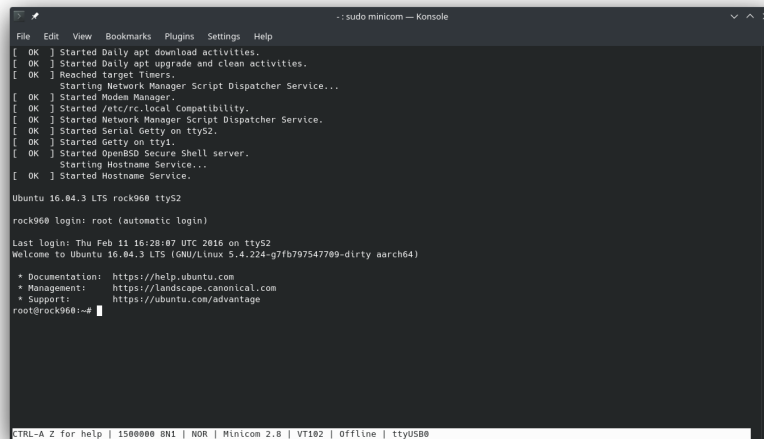 - : sudo minicom — Konsole
File Edit View Bookmarks Plugins Settings Help
[  OK  ] Started Daily apt download activities.
[  OK  ] Started Daily apt upgrade and clean activities.
[  OK  ] Reached target Timers.
         Starting Network Manager Script Dispatcher Service...
[  OK  ] Started Modem Manager.
[  OK  ] Started /etc/rc.local Compatibility.
[  OK  ] Started Network Manager Script Dispatcher Service.
[  OK  ] Started Serial Getty on ttyS2.
[  OK  ] Started Getty on tty1.
[  OK  ] Started OpenBSD Secure Shell server.
         Starting Hostname Service...
[  OK  ] Started Hostname Service.
Ubuntu 16.04.3 LTS rock960 ttyS2
rock960 login: root (automatic login)
Last login: Thu Feb 11 16:28:07 UTC 2016 on ttyS2
Welcome to Ubuntu 16.04.3 LTS (GNU/Linux 5.4.224-g7fb797547709-dirty aarch64)
 * Documentation:  https://help.ubuntu.com
 * Management:     https://landscape.canonical.com
 * Support:        https://ubuntu.com/advantage
root@rock960:~#
CTRL-A Z for help | 1500000 8N1 | NOR | Minicom 2.8 | VT102 | Offline | ttyUSB0